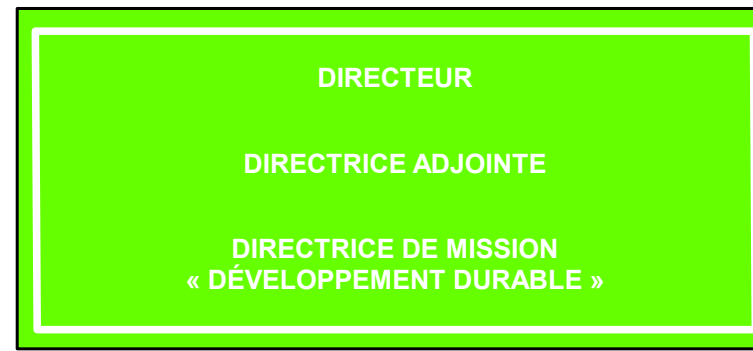 DIRECTEUR
DIRECTRICE ADJOINTE
DIRECTRICE DE MISSION
« DÉVELOPPEMENT DURABLE »